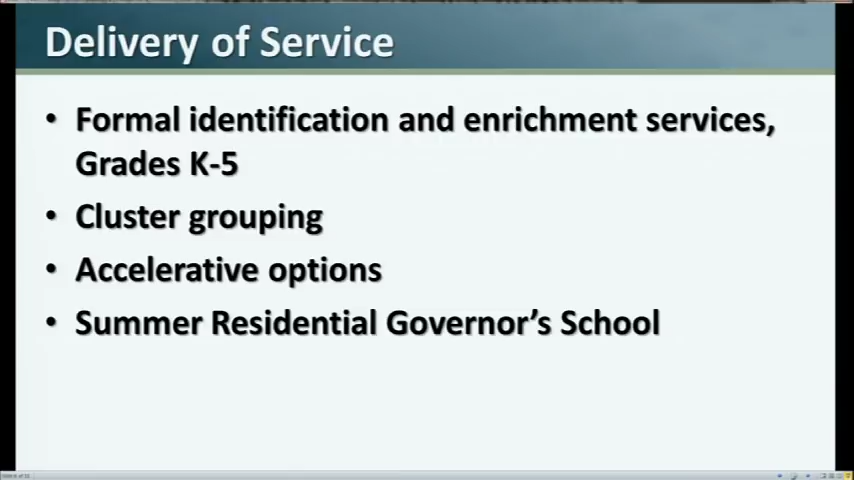 Delivery of Service
• Formal identification and enrichment services,
Grades K-5
• Cluster grouping
• Accelerative options
• Summer Residential Governor’s School